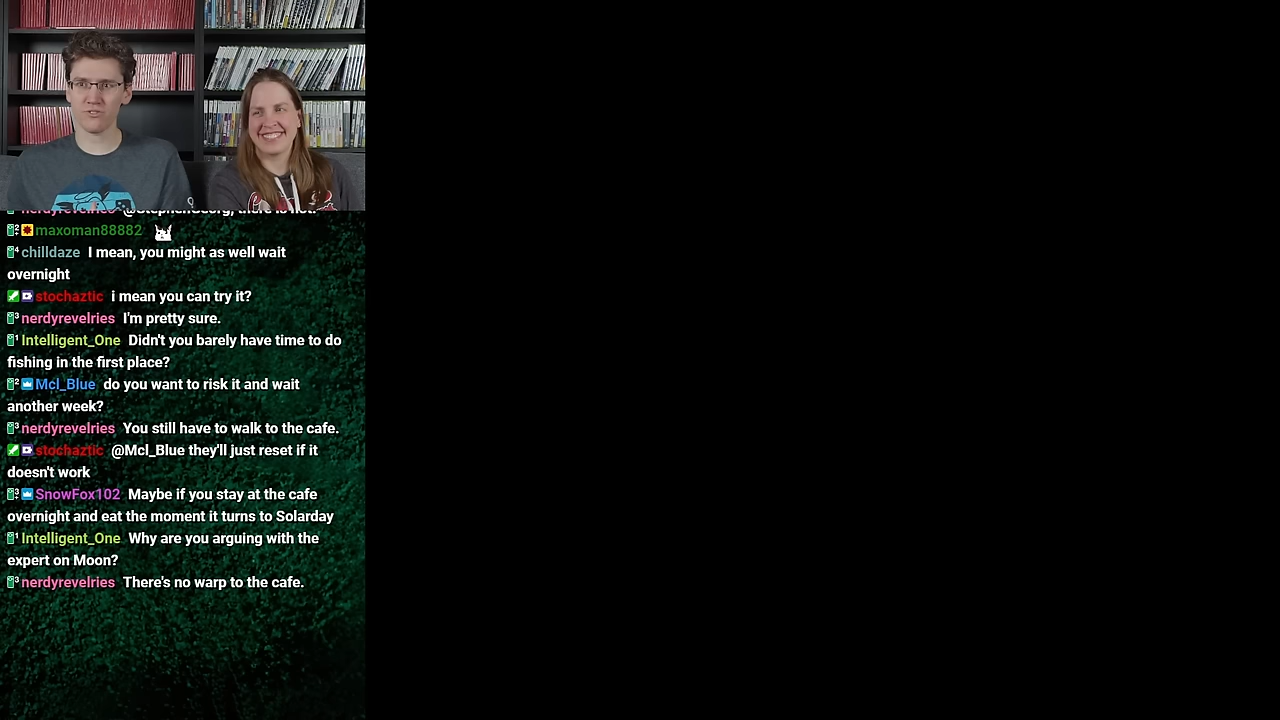 nerdyrevelries @StephenGeorg, there is not.
maxoman88882
chilldaze I mean, you might as well wait
overnight
stochaztic i mean you can try it?
nerdyrevelries I'm pretty sure.
Intelligent_One Didn't you barely have time to do
fishing in the first place?
Mcl_Blue do you want to risk it and wait
another week?
nerdyrevelries You still have to walk to the cafe.
stochaztic @Mcl_Blue they'll just reset if it
doesn't work
SnowFox102 Maybe if you stay at the cafe
overnight and eat the moment it turns to Solarday
Intelligent_One Why are you arguing with the
expert on Moon?
nerdyrevelries There's no warp to the cafe.